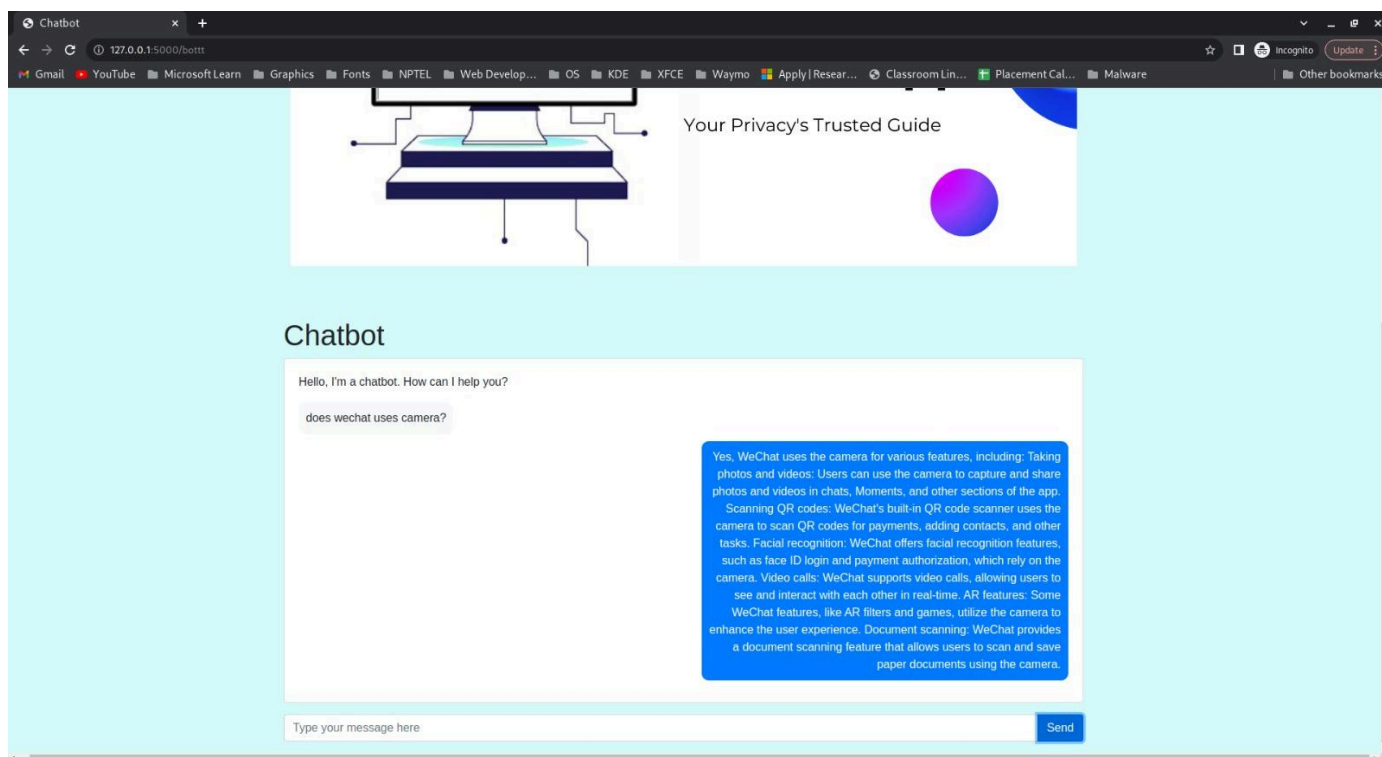 Chatbot
127.0.0.1:5000/bottt
Incognito
Update
Gmail
YouTube
Microsoft Learn
Graphics
Fonts
NPTEL
Web Develop...
OS
KDE
XFCE
Waymo
Apply | Resear...
Classroom Lin...
Placement Cal...
Malware
Other bookmarks
Your Privacy's Trusted Guide
Chatbot
Hello, I'm a chatbot. How can I help you?
does wechat uses camera?
Yes, WeChat uses the camera for various features, including: Taking
photos and videos: Users can use the camera to capture and share
photos and videos in chats, Moments, and other sections of the app.
Scanning QR codes: WeChat's built-in QR code scanner uses the
camera to scan QR codes for payments, adding contacts, and other
tasks. Facial recognition: WeChat offers facial recognition features,
such as face ID login and payment authorization, which rely on the
camera. Video calls: WeChat supports video calls, allowing users to
see and interact with each other in real-time. AR features: Some
WeChat features, like AR filters and games, utilize the camera to
enhance the user experience. Document scanning: WeChat provides
a document scanning feature that allows users to scan and save
paper documents using the camera.
Type your message here
Send